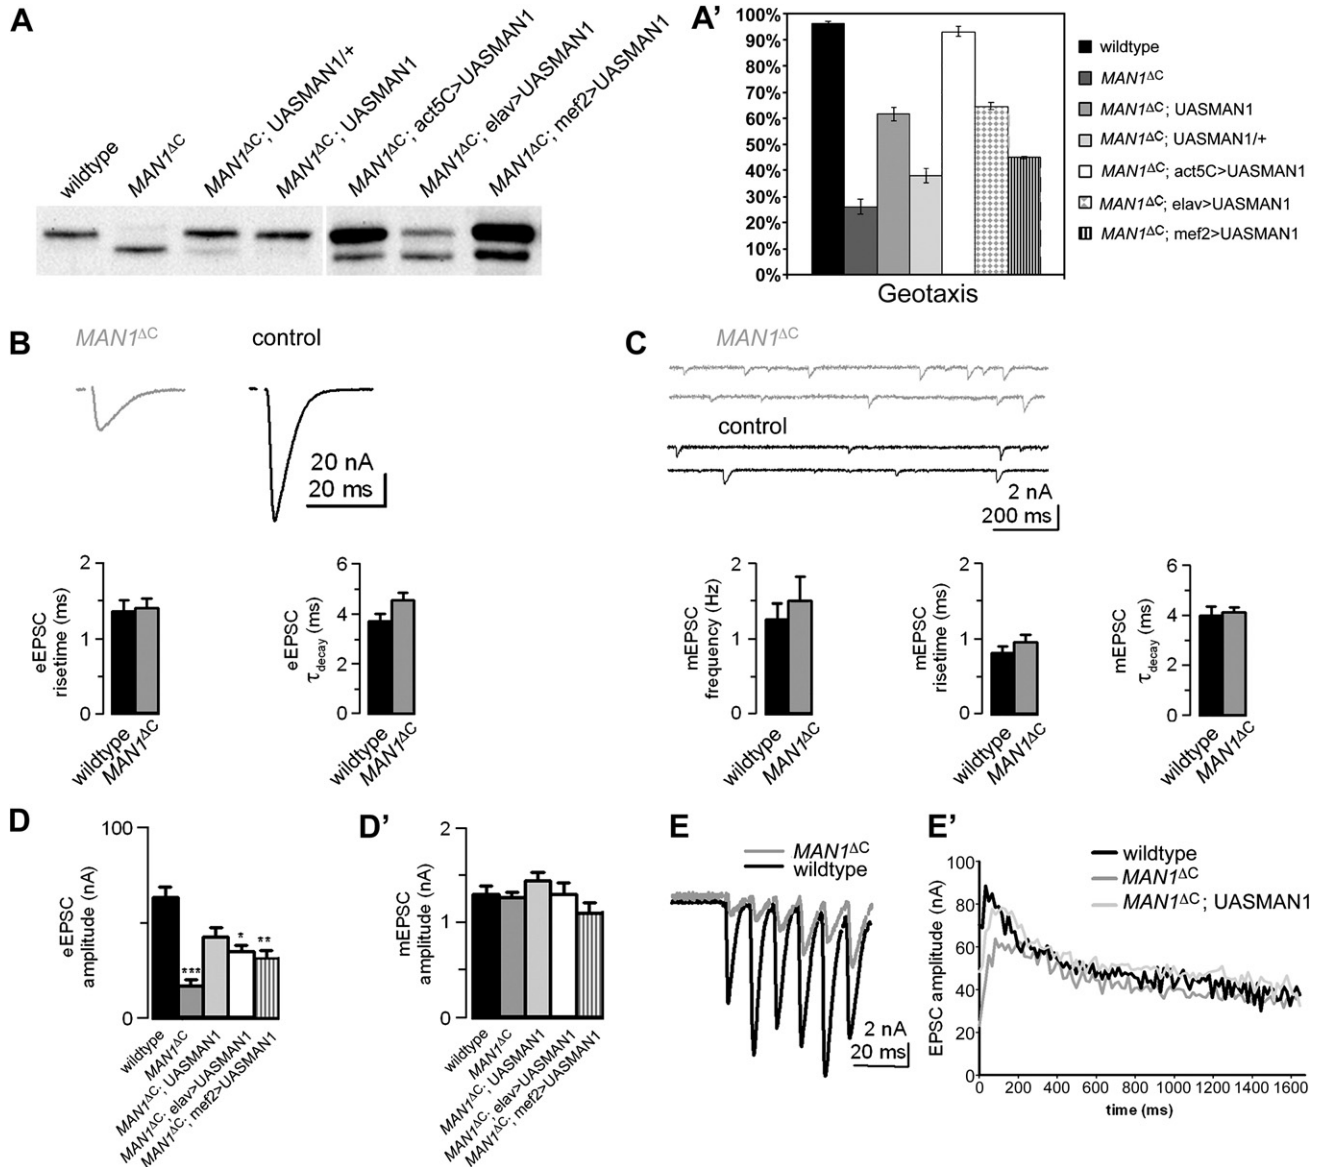 A
wildtype
MAN1ΔC
MAN1ΔC; UASMAN1/+
MAN1ΔC; UASMAN1
MAN1ΔC; act5C>UASMAN1
MAN1ΔC; elav>UASMAN1
MAN1ΔC; mef2>UASMAN1
A’
100%
90%
80%
70%
60%
50%
40%
30%
20%
10%
0%
Geotaxis
wildtype
MAN1ΔC
MAN1ΔC; UASMAN1
MAN1ΔC; UASMAN1/+
MAN1ΔC; act5C>UASMAN1
MAN1ΔC; elav>UASMAN1
MAN1ΔC; mef2>UASMAN1
B
MAN1ΔC
control
20 nA
20 ms
eEPSC
risetime (ms)
2
1
0
wildtype
MAN1ΔC
eEPSC
τdecay (ms)
6
4
2
0
wildtype
MAN1ΔC
C
MAN1ΔC
control
2 nA
200 ms
mEPSC
frequency (Hz)
2
1
0
wildtype
MAN1ΔC
mEPSC
risetime (ms)
2
1
0
wildtype
MAN1ΔC
mEPSC
τdecay (ms)
6
4
2
0
wildtype
MAN1ΔC
D
eEPSC
amplitude (nA)
100
0
***
*
**
wildtype
MAN1ΔC
MAN1ΔC; UASMAN1
MAN1ΔC; elav>UASMAN1
MAN1ΔC; mef2>UASMAN1
D’
mEPSC
amplitude (nA)
2
1
0
wildtype
MAN1ΔC
MAN1ΔC; UASMAN1
MAN1ΔC; elav>UASMAN1
MAN1ΔC; mef2>UASMAN1
E
MAN1ΔC
wildtype
2 nA
20 ms
E’
wildtype
MAN1ΔC
MAN1ΔC; UASMAN1
EPSC amplitude (nA)
100
80
60
40
20
0
0 200 400 600 800 1000 1200 1400 1600
time (ms)